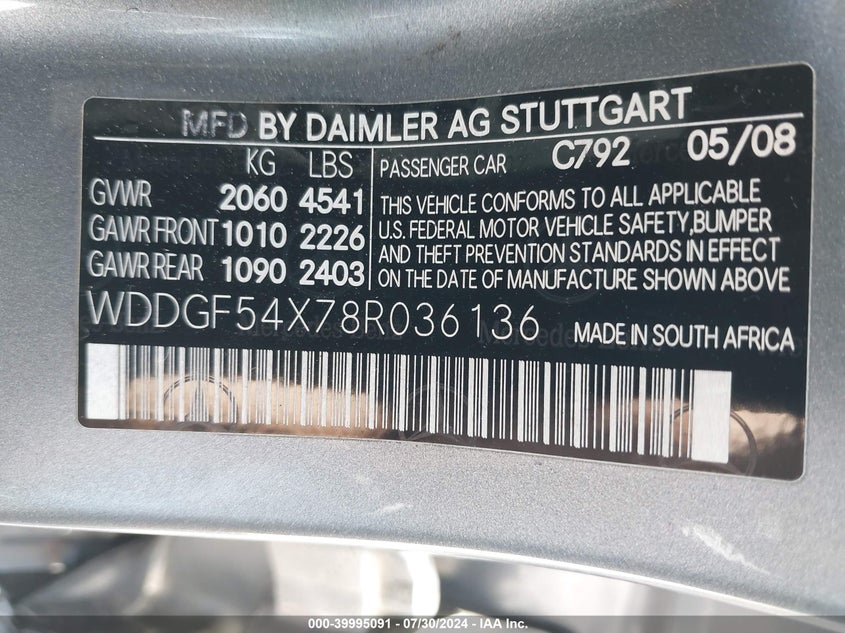 MFD BY DAIMLER AG STUTTGART
KG LBS
GVWR 2060 4541
GAWR FRONT 1010 2226
GAWR REAR 1090 2403
PASSENGER CAR C792 05/08
THIS VEHICLE CONFORMS TO ALL APPLICABLE
U.S. FEDERAL MOTOR VEHICLE SAFETY,BUMPER
AND THEFT PREVENTION STANDARDS IN EFFECT
ON THE DATE OF MANUFACTURE SHOWN ABOVE
WDDGF54X78R036136 MADE IN SOUTH AFRICA
Mercedes-Benz
000-39995091 / 07/30/2024 - IAA Inc.